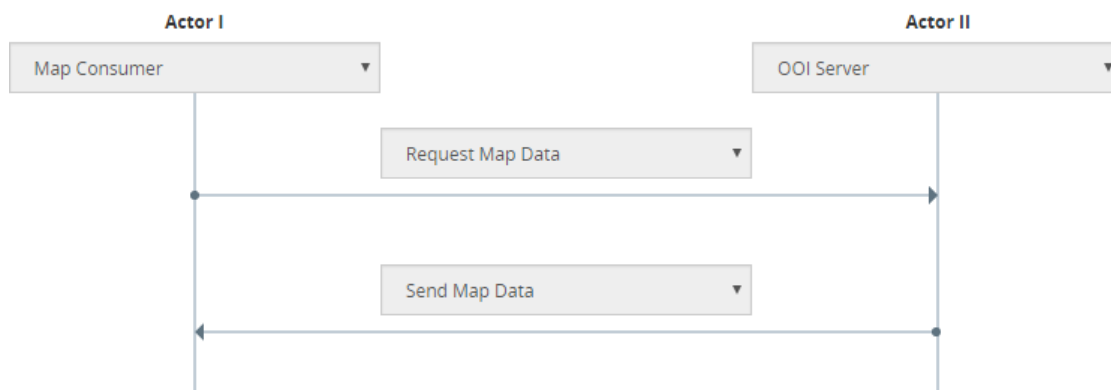 Actor I
Actor II
Map Consumer
OOI Server
Request Map Data
Send Map Data